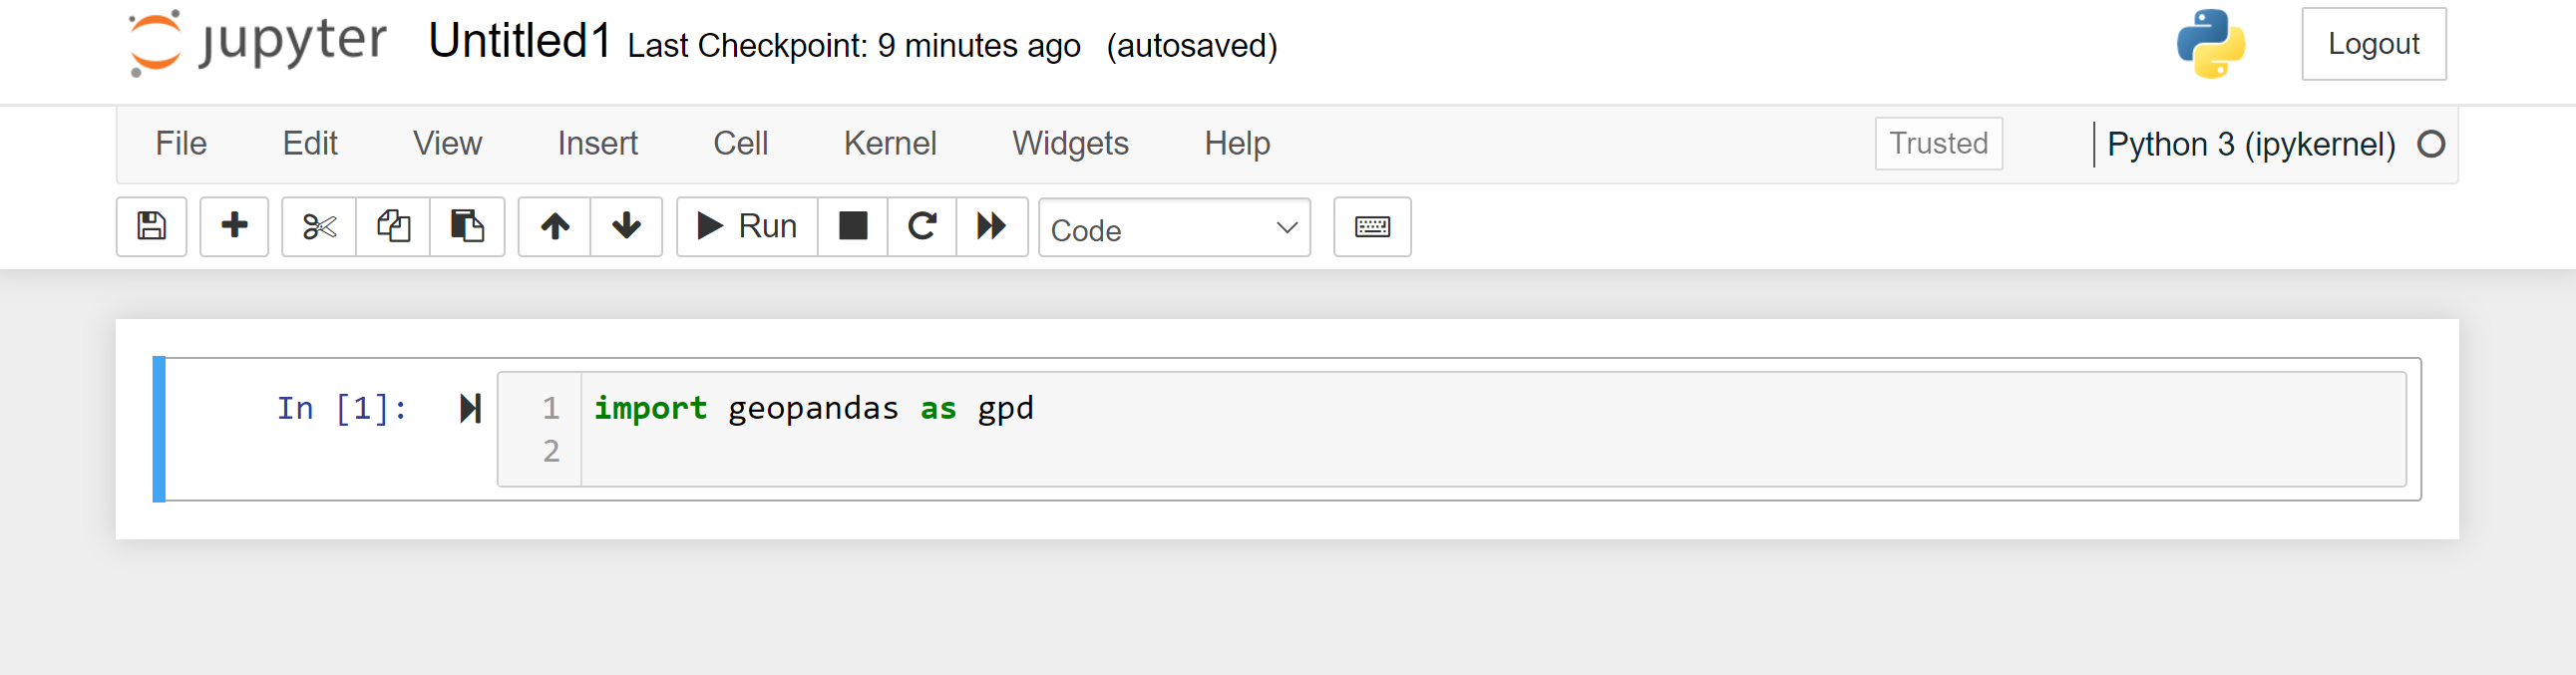 jupyter Untitled1 Last Checkpoint: 9 minutes ago (autosaved) Logout
File Edit View Insert Cell Kernel Widgets Help Trusted Python 3 (ipykernel)
Run Code
In [1]: 1 import geopandas as gpd
2